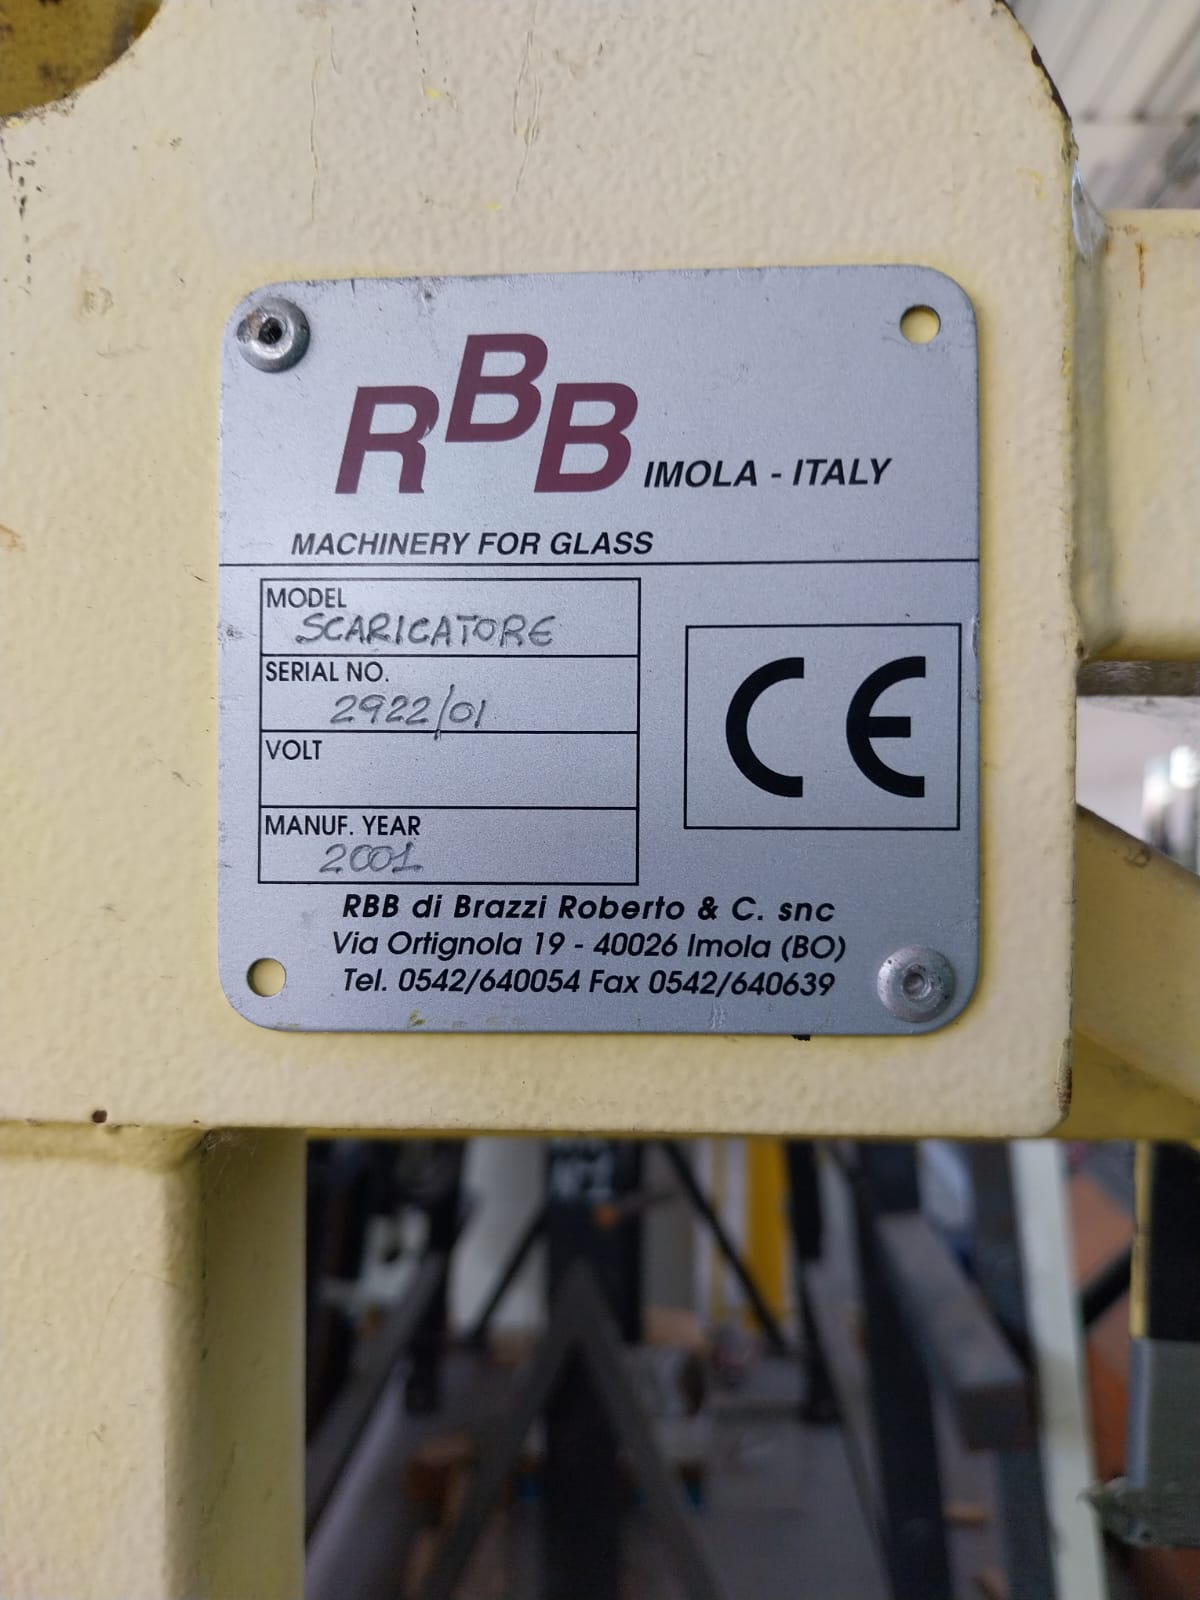 RBB IMOLA - ITALY
MACHINERY FOR GLASS
MODEL
SCARICATORE
SERIAL NO.
2922/01
VOLT
MANUF. YEAR
2001
CE
RBB di Brazzi Roberto & C. snc
Via Ortignola 19 - 40026 Imola (BO)
Tel. 0542/640054 Fax 0542/640639